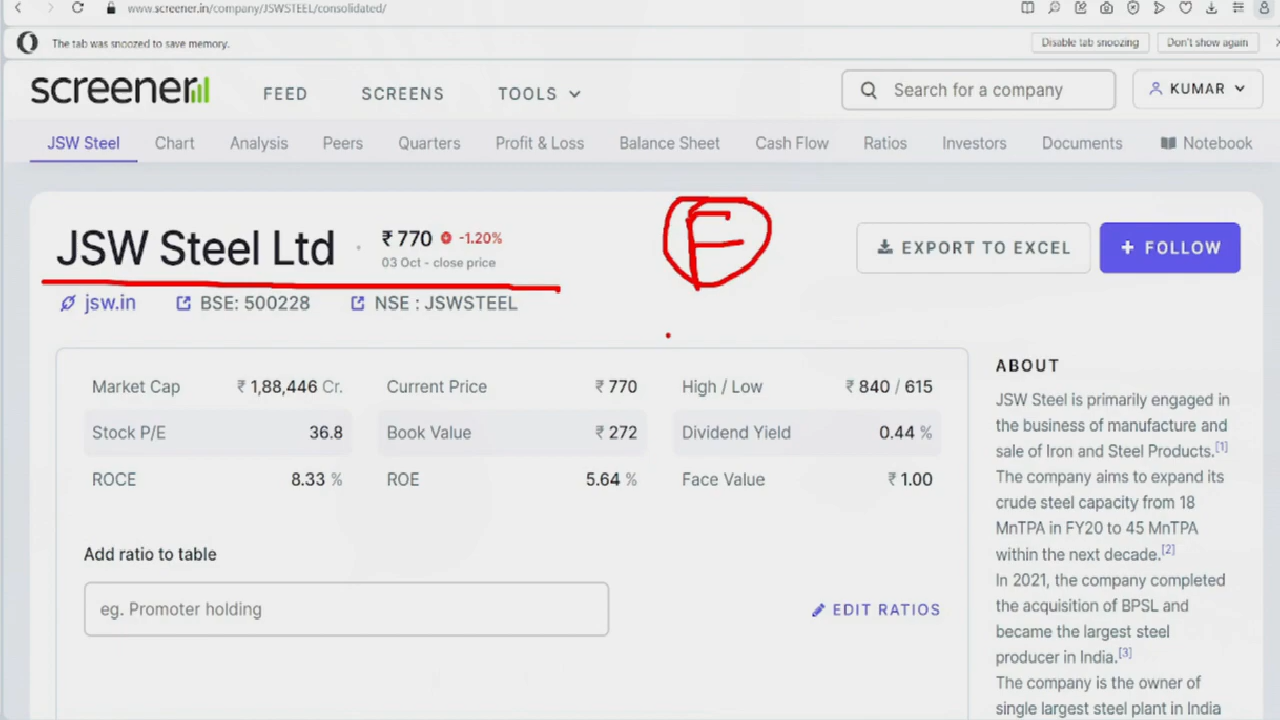 www.screener.in/company/JSWSTEEL/consolidated/
The tab was snoozed to save memory.
Disable tab snoozing
Don't show again
screener
FEED
SCREENS
TOOLS
Search for a company
KUMAR
JSW Steel
Chart
Analysis
Peers
Quarters
Profit & Loss
Balance Sheet
Cash Flow
Ratios
Investors
Documents
Notebook
JSW Steel Ltd
₹ 770 -1.20%
03 Oct - close price
F
EXPORT TO EXCEL
+ FOLLOW
jsw.in
BSE: 500228
NSE : JSWSTEEL
Market Cap ₹ 1,88,446 Cr.
Current Price ₹ 770
High / Low ₹ 840 / 615
Stock P/E 36.8
Book Value ₹ 272
Dividend Yield 0.44 %
ROCE 8.33 %
ROE 5.64 %
Face Value ₹ 1.00
Add ratio to table
eg. Promoter holding
EDIT RATIOS
ABOUT
JSW Steel is primarily engaged in
the business of manufacture and
sale of Iron and Steel Products.[1]
The company aims to expand its
crude steel capacity from 18
MnTPA in FY20 to 45 MnTPA
within the next decade.[2]
In 2021, the company completed
the acquisition of BPSL and
became the largest steel
producer in India.[3]
The company is the owner of
single largest steel plant in India